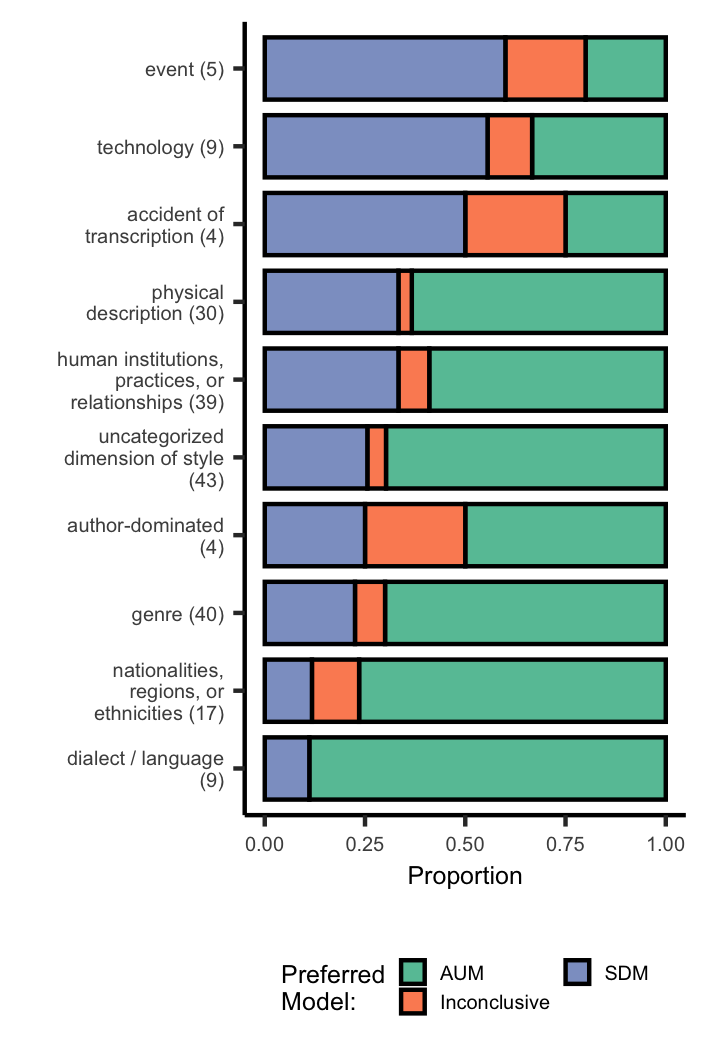 event (5)
technology (9)
accident of
transcription (4)
physical
description (30)
human institutions,
practices, or
relationships (39)
uncategorized
dimension of style
(43)
author-dominated
(4)
genre (40)
nationalities,
regions, or
ethnicities (17)
dialect / language
(9)
0.00 0.25 0.50 0.75 1.00
Proportion
Preferred
Model:
AUM SDM
Inconclusive